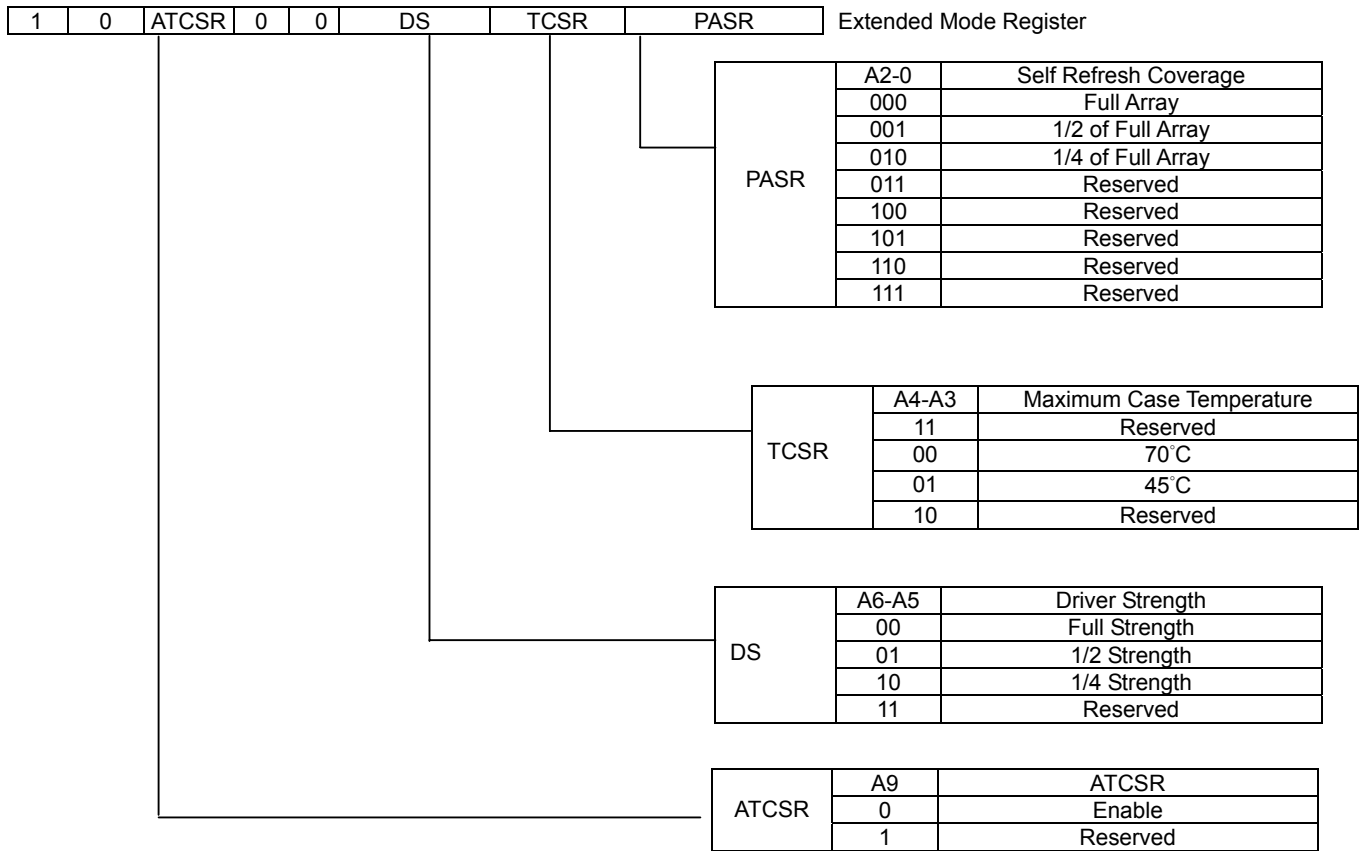 1 0 ATCSR 0 0 DS TCSR PASR Extended Mode Register
A2-0 Self Refresh Coverage
000 Full Array
001 1/2 of Full Array
010 1/4 of Full Array
PASR 011 Reserved
100 Reserved
101 Reserved
110 Reserved
111 Reserved
A4-A3 Maximum Case Temperature
11 Reserved
TCSR 00 70°C
01 45°C
10 Reserved
A6-A5 Driver Strength
00 Full Strength
DS 01 1/2 Strength
10 1/4 Strength
11 Reserved
A9 ATCSR
ATCSR 0 Enable
1 Reserved